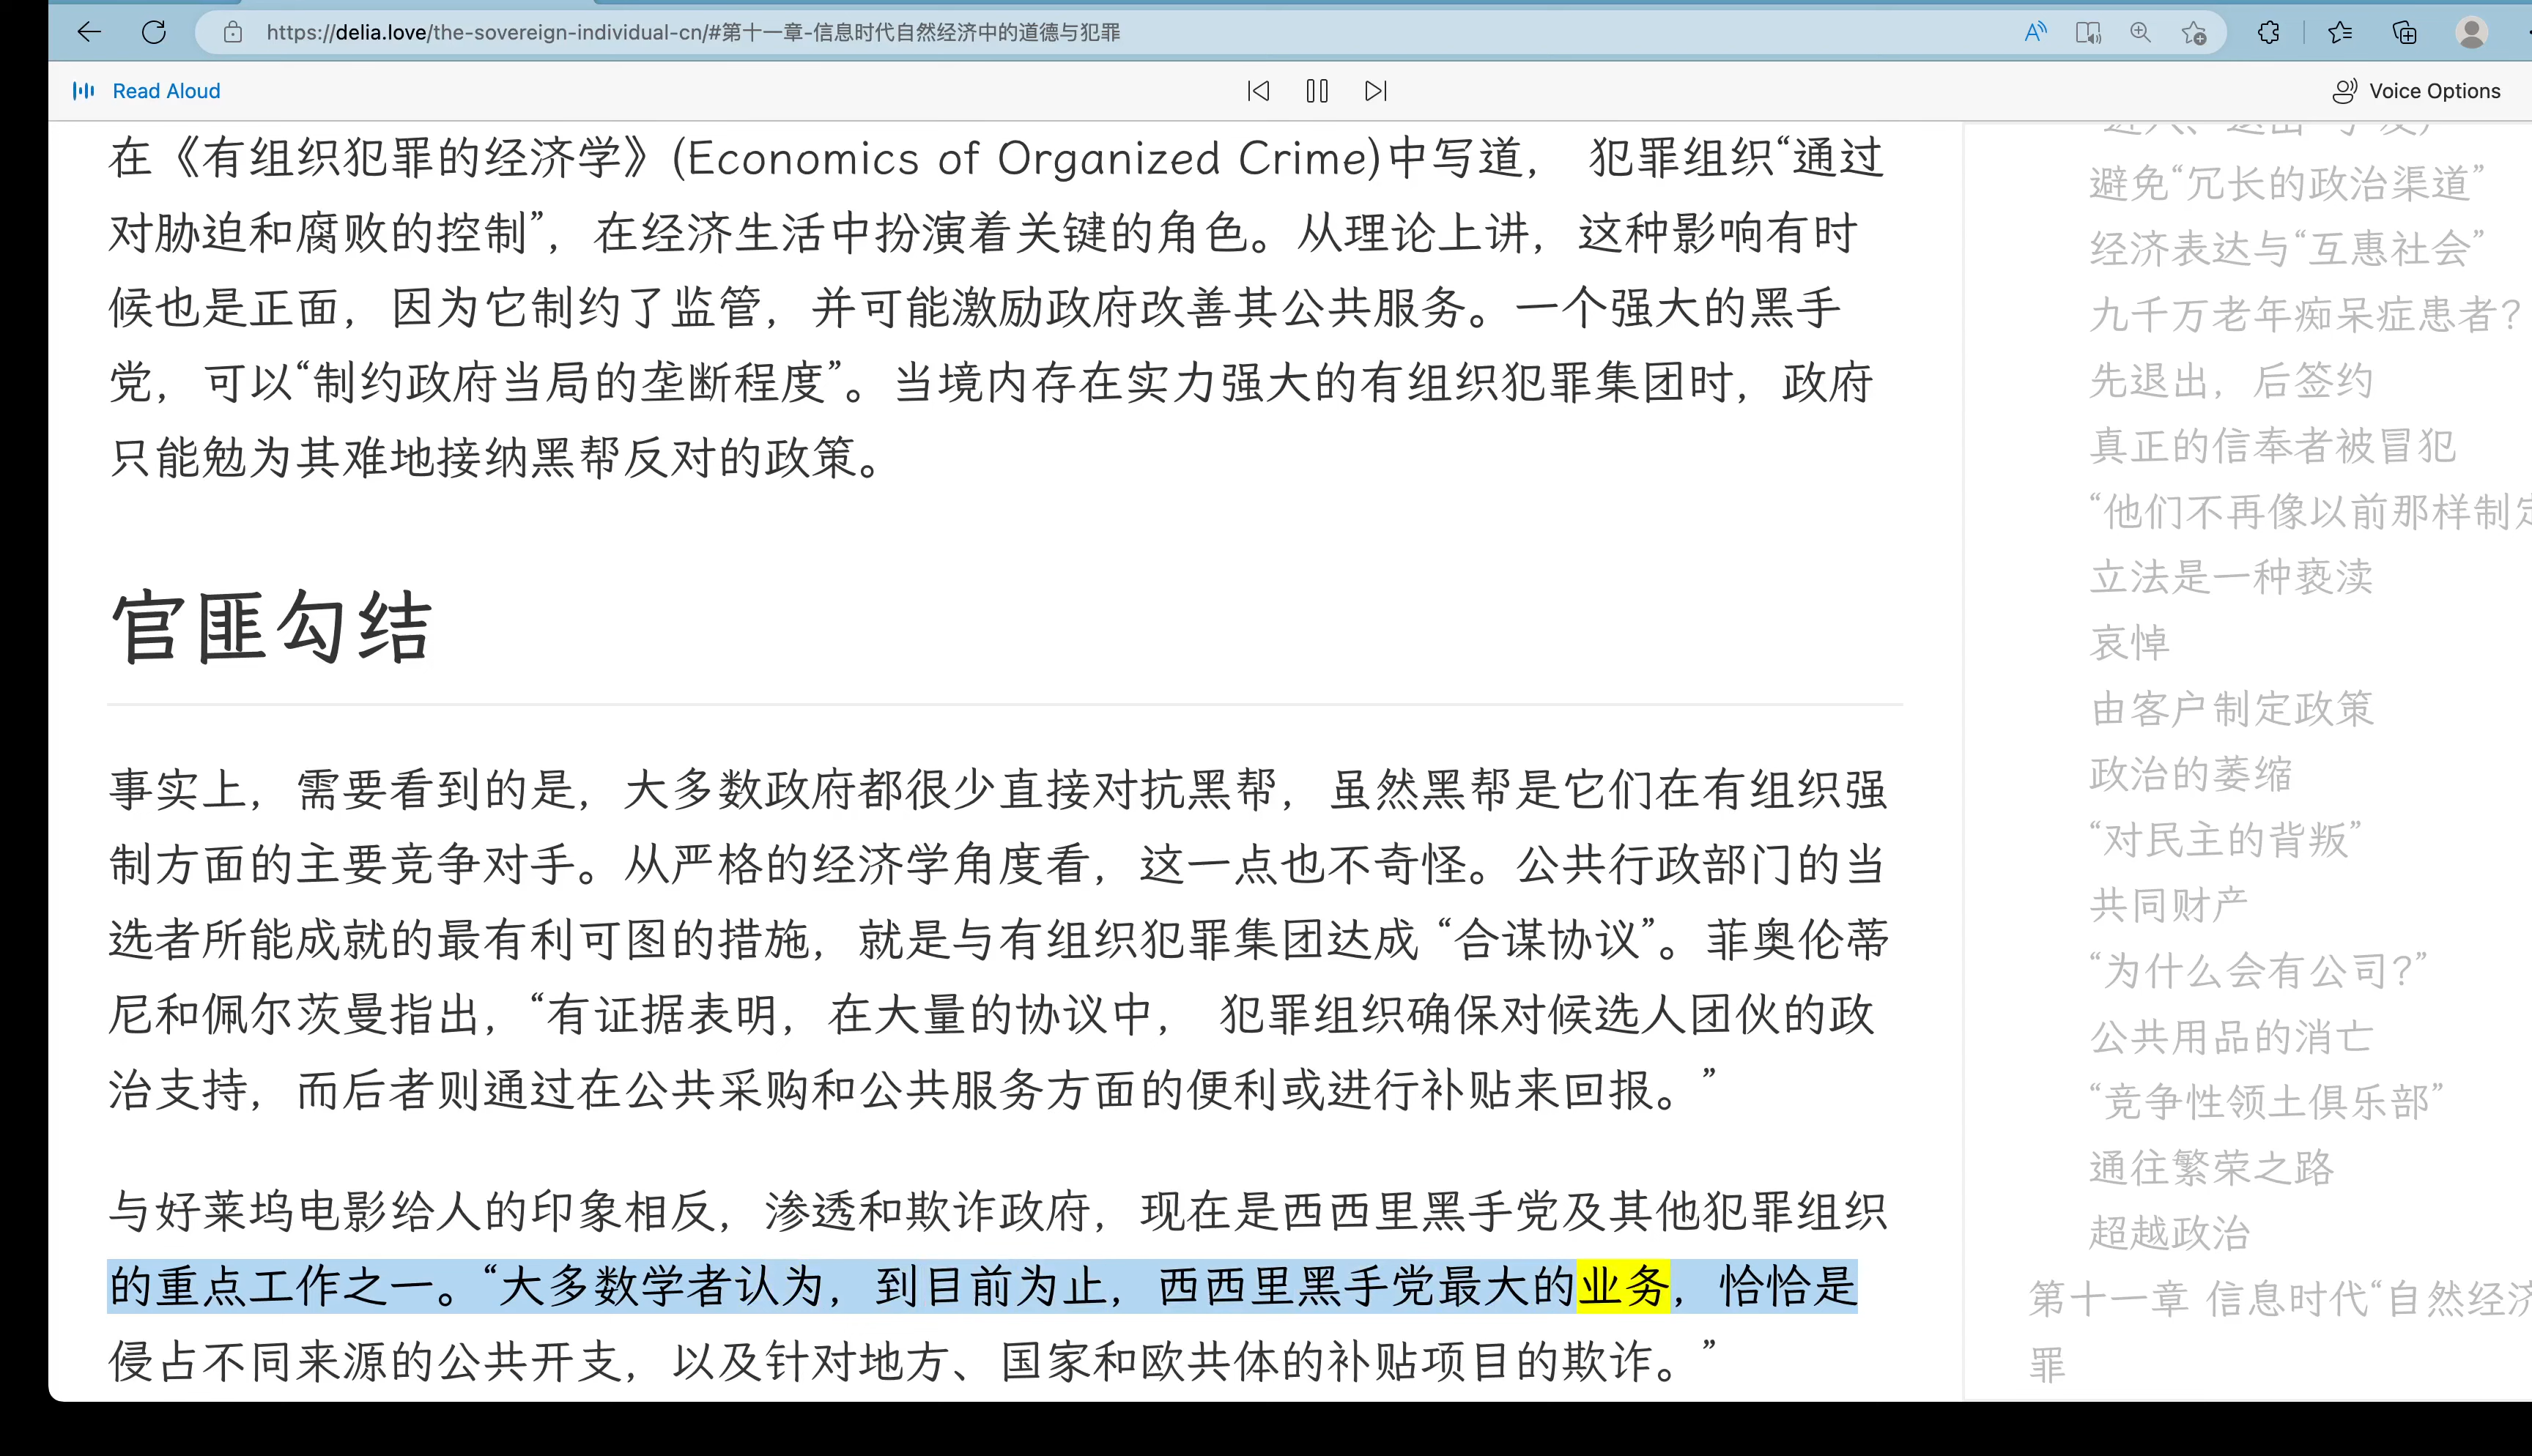 https://delia.love/the-sovereign-individual-cn/#第十一章-信息时代自然经济中的道德与犯罪
Read Aloud
Voice Options
在《有组织犯罪的经济学》(Economics of Organized Crime)中写道， 犯罪组织“通过
对胁迫和腐败的控制”，在经济生活中扮演着关键的角色。从理论上讲，这种影响有时
候也是正面，因为它制约了监管，并可能激励政府改善其公共服务。一个强大的黑手
党，可以“制约政府当局的垄断程度”。当境内存在实力强大的有组织犯罪集团时，政府
只能勉为其难地接纳黑帮反对的政策。
官匪勾结
事实上，需要看到的是，大多数政府都很少直接对抗黑帮，虽然黑帮是它们在有组织强
制方面的主要竞争对手。从严格的经济学角度看，这一点也不奇怪。公共行政部门的当
选者所能成就的最有利可图的措施，就是与有组织犯罪集团达成 “合谋协议”。菲奥伦蒂
尼和佩尔茨曼指出，“有证据表明，在大量的协议中， 犯罪组织确保对候选人团伙的政
治支持，而后者则通过在公共采购和公共服务方面的便利或进行补贴来回报。”
与好莱坞电影给人的印象相反，渗透和欺诈政府，现在是西西里黑手党及其他犯罪组织
的重点工作之一。“大多数学者认为，到目前为止，西西里黑手党最大的业务，恰恰是
侵占不同来源的公共开支，以及针对地方、国家和欧共体的补贴项目的欺诈。”
避免“冗长的政治渠道”
经济表达与“互惠社会”
九千万老年痴呆症患者？
先退出，后签约
真正的信奉者被冒犯
“他们不再像以前那样制定
立法是一种亵渎
哀悼
由客户制定政策
政治的萎缩
“对民主的背叛”
共同财产
“为什么会有公司?”
公共用品的消亡
“竞争性领土俱乐部”
通往繁荣之路
超越政治
第十一章 信息时代“自然经济
罪